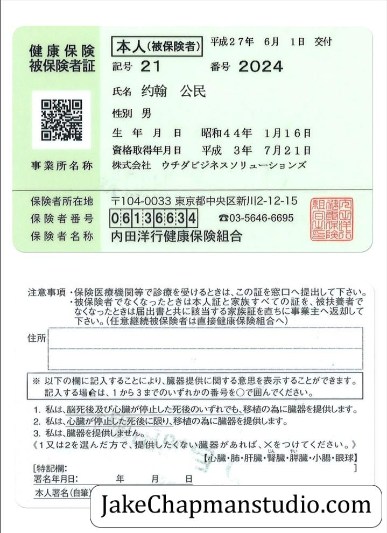 健康保険
被保険者証
本人(被保険者) 平成27年 6月 1日 交付
記号 21 番号 2024
氏名 约翰 公民
性別 男
生年月日 昭和44年 1月16日
資格取得年月日 平成 3年 7月21日
事業所名称 株式会社 ウチダビジネスソリューションズ
保険者所在地 〒104-0033 東京都中央区新川2-12-15
保険者番号 06136634 ☎03-5646-6695
保険者名称 内田洋行健康保険組合
注意事項・保険医療機関等で診療を受けるときは、この証を窓口へ提出して下さい。
・被保険者でなくなったときは本人証と家族すべての証を、被扶養者で
なくなったときは届出書と共に該当する家族証を直ちに事業主へ返却して
下さい。(任意継続被保険者は直接健康保険組合へ)
住所
※ 以下の欄に記入することにより、臓器提供に関する意思を表示することができます。
記入する場合は、1から3までのいずれかの番号を○で囲んでください。
1. 私は、脳死後及び心臓が停止した死後のいずれでも、移植の為に臓器を提供します。
2. 私は、心臓が停止した死後に限り、移植の為に臓器を提供します。
3. 私は、臓器を提供しません。
《1又は2を選んだ方で、提供したくない臓器があれば、×をつけてください。》
【心臓・肺・肝臓・腎臓・膵臓・小腸・眼球】
[特記欄: ]
署名年月日: 年 月 日
本人署名(自筆)
JakeChapmanstudio.com